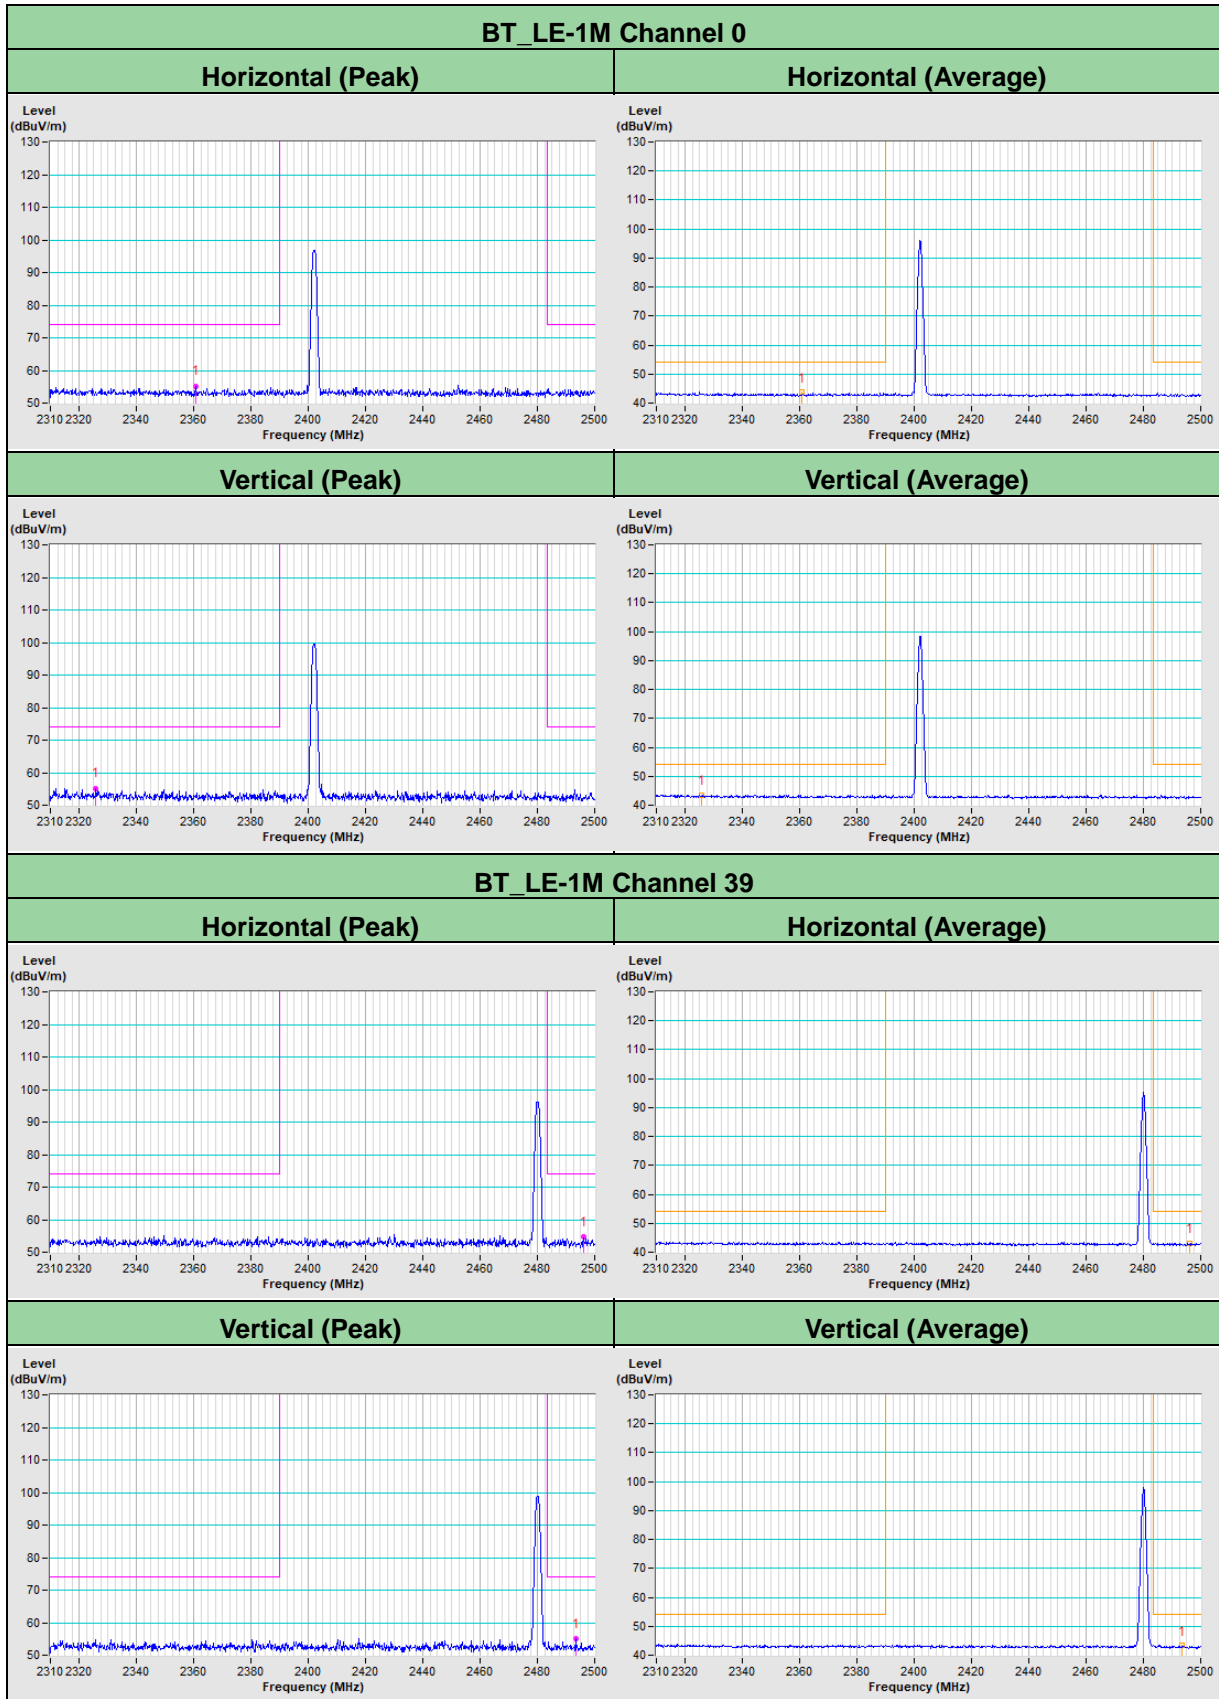 BT_LE-1M Channel 0
Horizontal (Peak) Horizontal (Average)
Level Level
(dBuV/m) (dBuV/m)
130 130
120 120
110 110
100 100
90 90
80 80
70 70
60 60
50 50
40
1 1
2310 2320 2340 2360 2380 2400 2420 2440 2460 2480 2500 2310 2320 2340 2360 2380 2400 2420 2440 2460 2480 2500
Frequency (MHz) Frequency (MHz)
Vertical (Peak) Vertical (Average)
Level Level
(dBuV/m) (dBuV/m)
130 130
120 120
110 110
100 100
90 90
80 80
70 70
60 60
50 50
40
1 1
2310 2320 2340 2360 2380 2400 2420 2440 2460 2480 2500 2310 2320 2340 2360 2380 2400 2420 2440 2460 2480 2500
Frequency (MHz) Frequency (MHz)
BT_LE-1M Channel 39
Horizontal (Peak) Horizontal (Average)
Level Level
(dBuV/m) (dBuV/m)
130 130
120 120
110 110
100 100
90 90
80 80
70 70
60 60
50 50
40
1 1
2310 2320 2340 2360 2380 2400 2420 2440 2460 2480 2500 2310 2320 2340 2360 2380 2400 2420 2440 2460 2480 2500
Frequency (MHz) Frequency (MHz)
Vertical (Peak) Vertical (Average)
Level Level
(dBuV/m) (dBuV/m)
130 130
120 120
110 110
100 100
90 90
80 80
70 70
60 60
50 50
40
1 1
2310 2320 2340 2360 2380 2400 2420 2440 2460 2480 2500 2310 2320 2340 2360 2380 2400 2420 2440 2460 2480 2500
Frequency (MHz) Frequency (MHz)